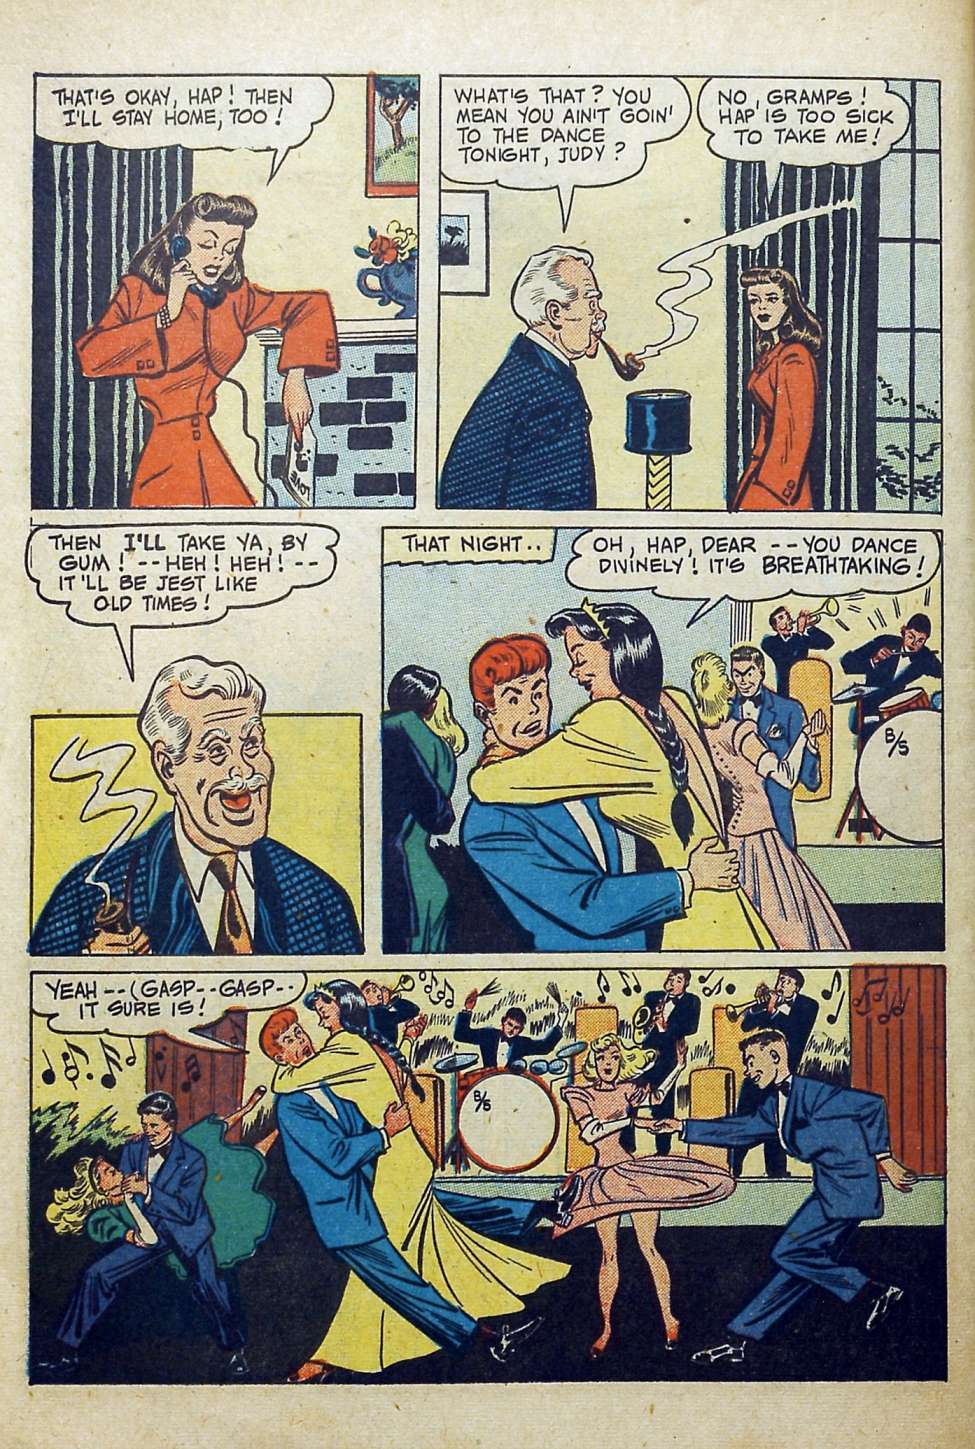 THAT'S OKAY, HAP! THEN
I'LL STAY HOME, TOO!
LOVE
WHAT'S THAT? YOU
MEAN YOU AIN'T GOIN'
TO THE DANCE
TONIGHT, JUDY?
NO, GRAMPS!
HAP IS TOO SICK
TO TAKE ME!
THEN I'LL TAKE YA, BY
GUM! -- HEH! HEH! --
IT'LL BE JEST LIKE
OLD TIMES!
THAT NIGHT..
OH, HAP, DEAR -- YOU DANCE
DIVINELY! IT'S BREATHTAKING!
B/S
YEAH -- (GASP--GASP--
IT SURE IS!
B/S